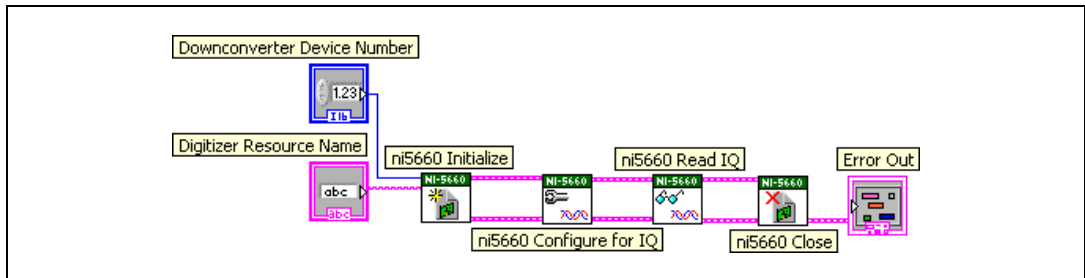 Downconverter Device Number
1.23
I16
Digitizer Resource Name
abc
abc
ni5660 Initialize
NI-5660
ni5660 Configure for IQ
NI-5660
ni5660 Read IQ
NI-5660
ni5660 Close
NI-5660
Error Out